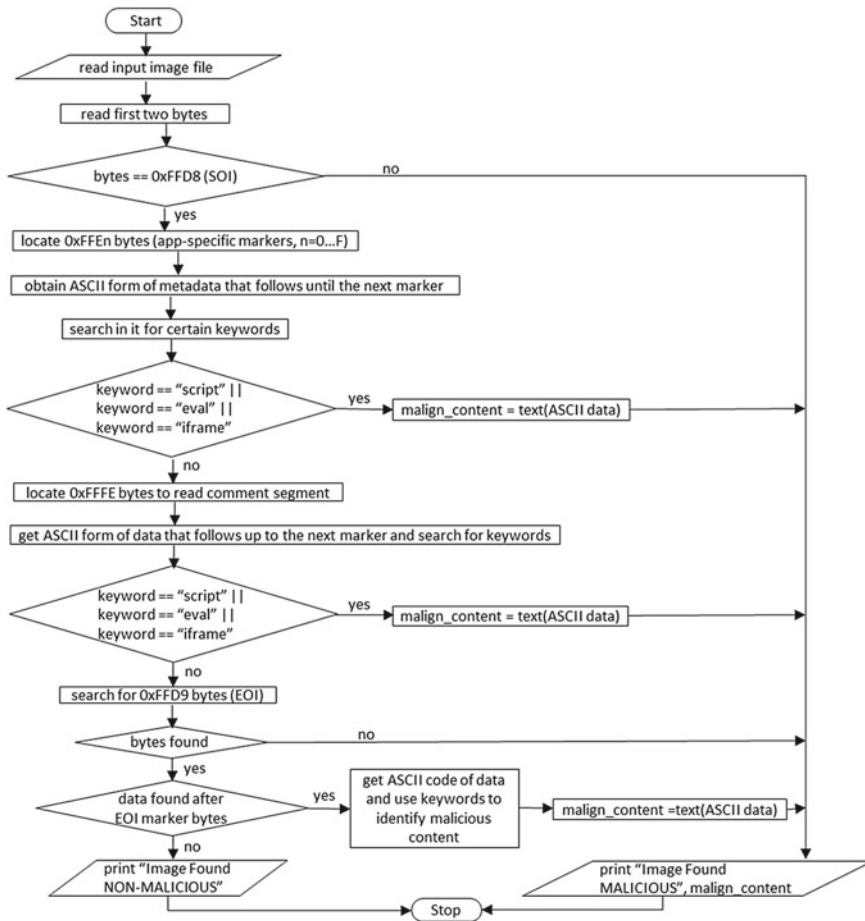 Start
read input image file
read first two bytes
bytes == 0xFFD8 (SOI)
no
yes
locate 0xFFEn bytes (app-specific markers, n=0...F)
obtain ASCII form of metadata that follows until the next marker
search in it for certain keywords
keyword == “script” ||
keyword == “eval” ||
keyword == “iframe”
yes
malign_content = text(ASCII data)
no
locate 0xFFFE bytes to read comment segment
get ASCII form of data that follows up to the next marker and search for keywords
keyword == “script” ||
keyword == “eval” ||
keyword == “iframe”
yes
malign_content = text(ASCII data)
no
search for 0xFFD9 bytes (EOI)
bytes found
no
yes
data found after
EOI marker bytes
yes
get ASCII code of data
and use keywords to
identify malicious
content
malign_content =text(ASCII data)
no
print “Image Found
NON-MALICIOUS”
print “Image Found
MALICIOUS”, malign_content
Stop